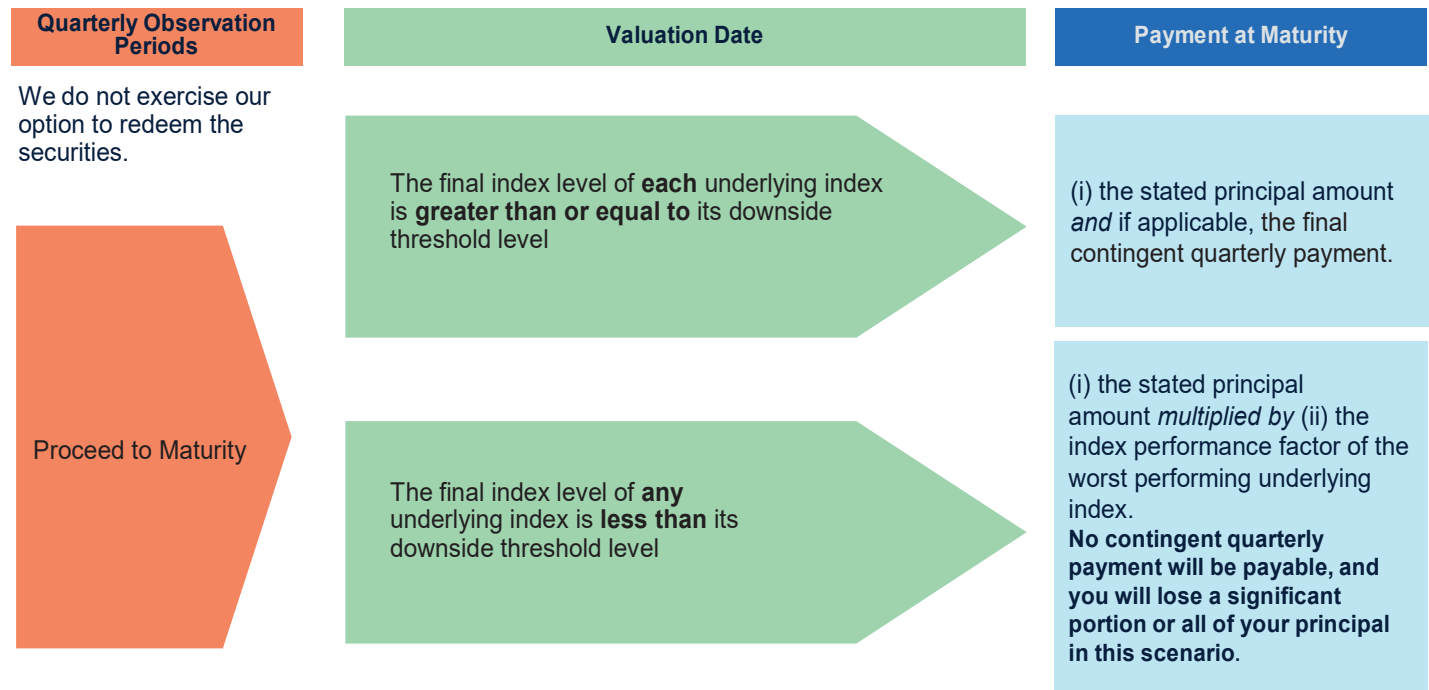 Quarterly Observation
Periods
Valuation Date
Payment at Maturity
We do not exercise our
option to redeem the
securities.
Proceed to Maturity
The final index level of each underlying index
is greater than or equal to its downside
threshold level
(i) the stated principal amount
and if applicable, the final
contingent quarterly payment.
The final index level of any
underlying index is less than its
downside threshold level
(i) the stated principal
amount multiplied by (ii) the
index performance factor of the
worst performing underlying
index.
No contingent quarterly
payment will be payable, and
you will lose a significant
portion or all of your principal
in this scenario.